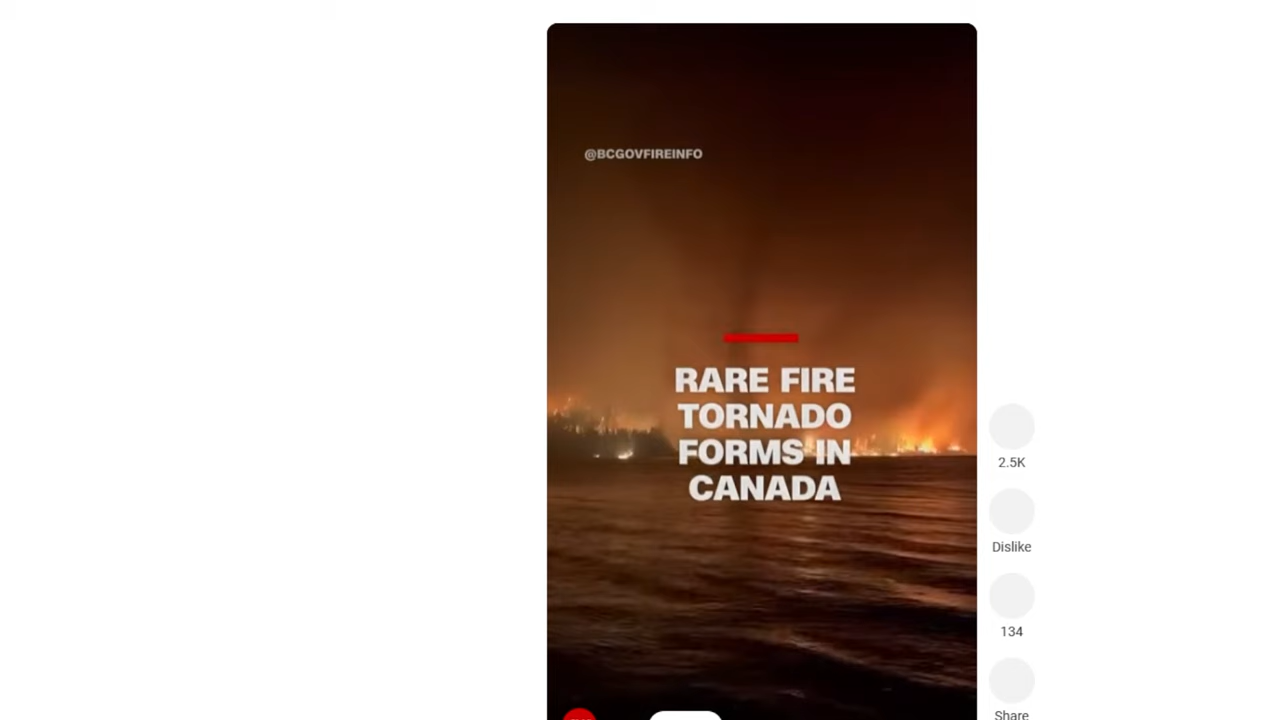 @BCGOVFIREINFO
RARE FIRE
TORNADO
FORMS IN
CANADA
2.5K
Dislike
134
Share